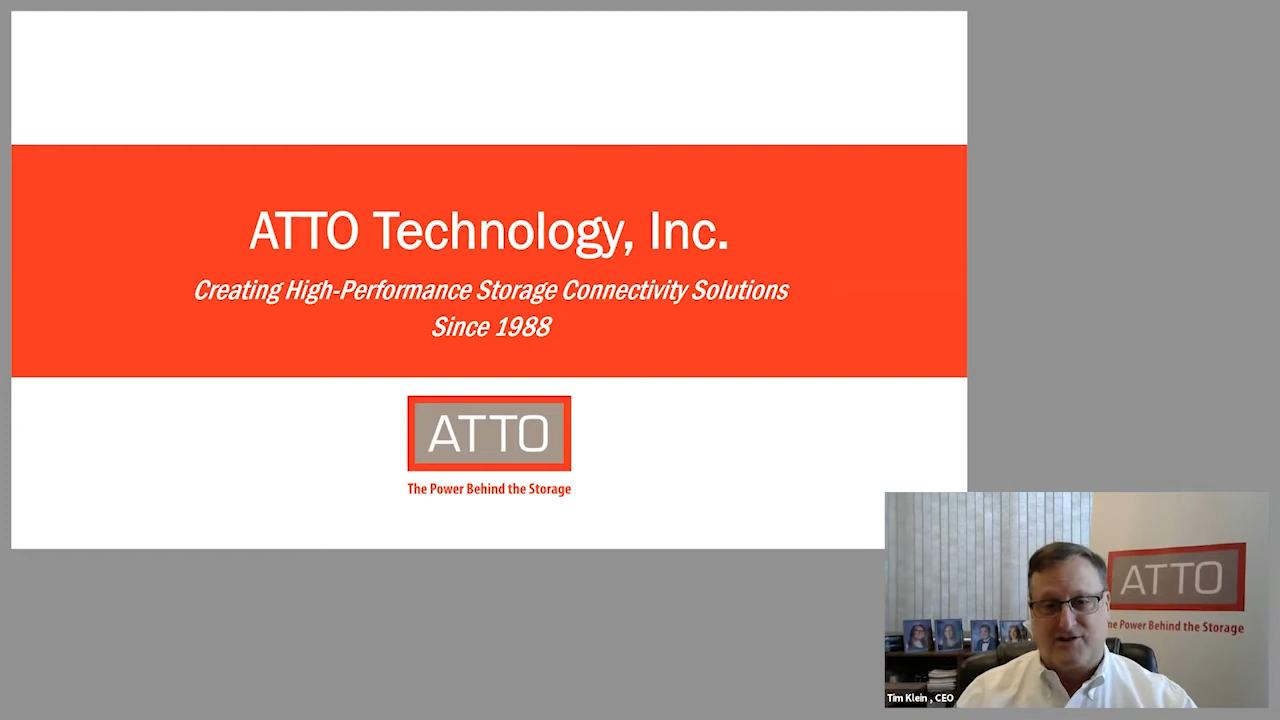 ATTO Technology, Inc.
Creating High-Performance Storage Connectivity Solutions
Since 1988
ATTO
The Power Behind the Storage
ATTO
he Power Behind the Storage
Tim Klein , CEO